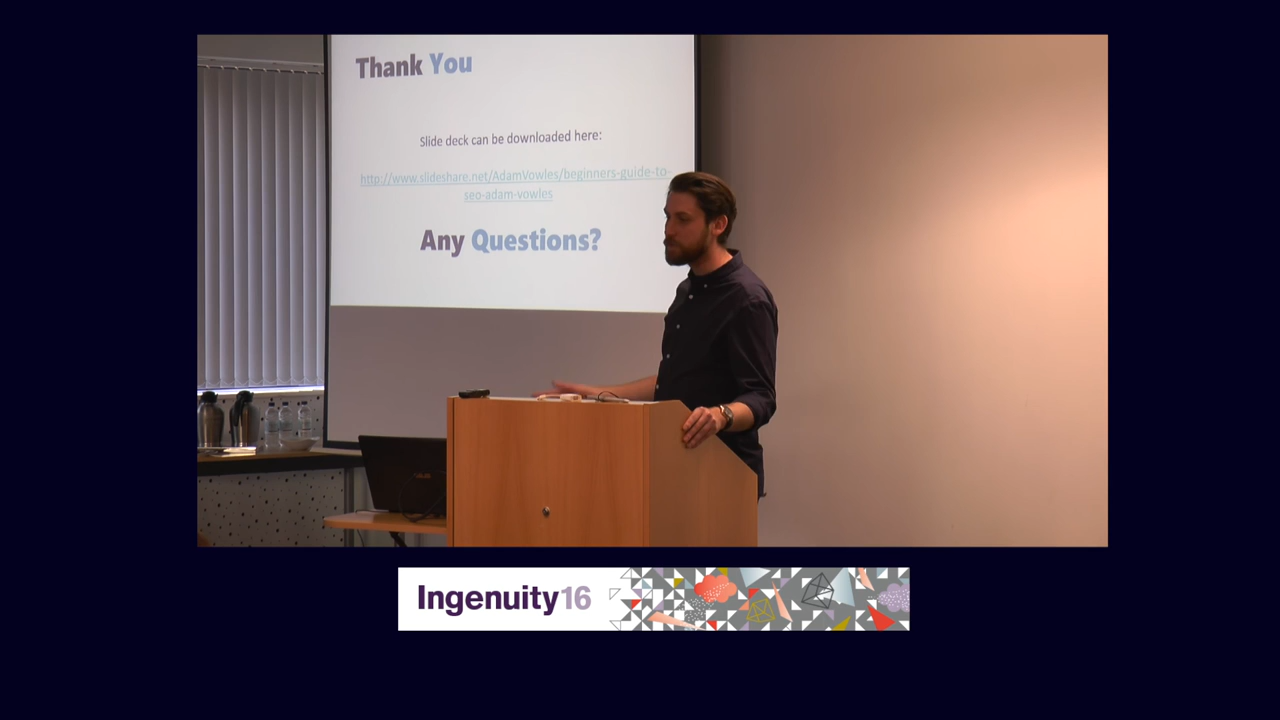 Thank You
Slide deck can be downloaded here:
http://www.slideshare.net/AdamVowles/beginners-guide-to-
seo-adam-vowles
Any Questions?
ASUS
Ingenuity16